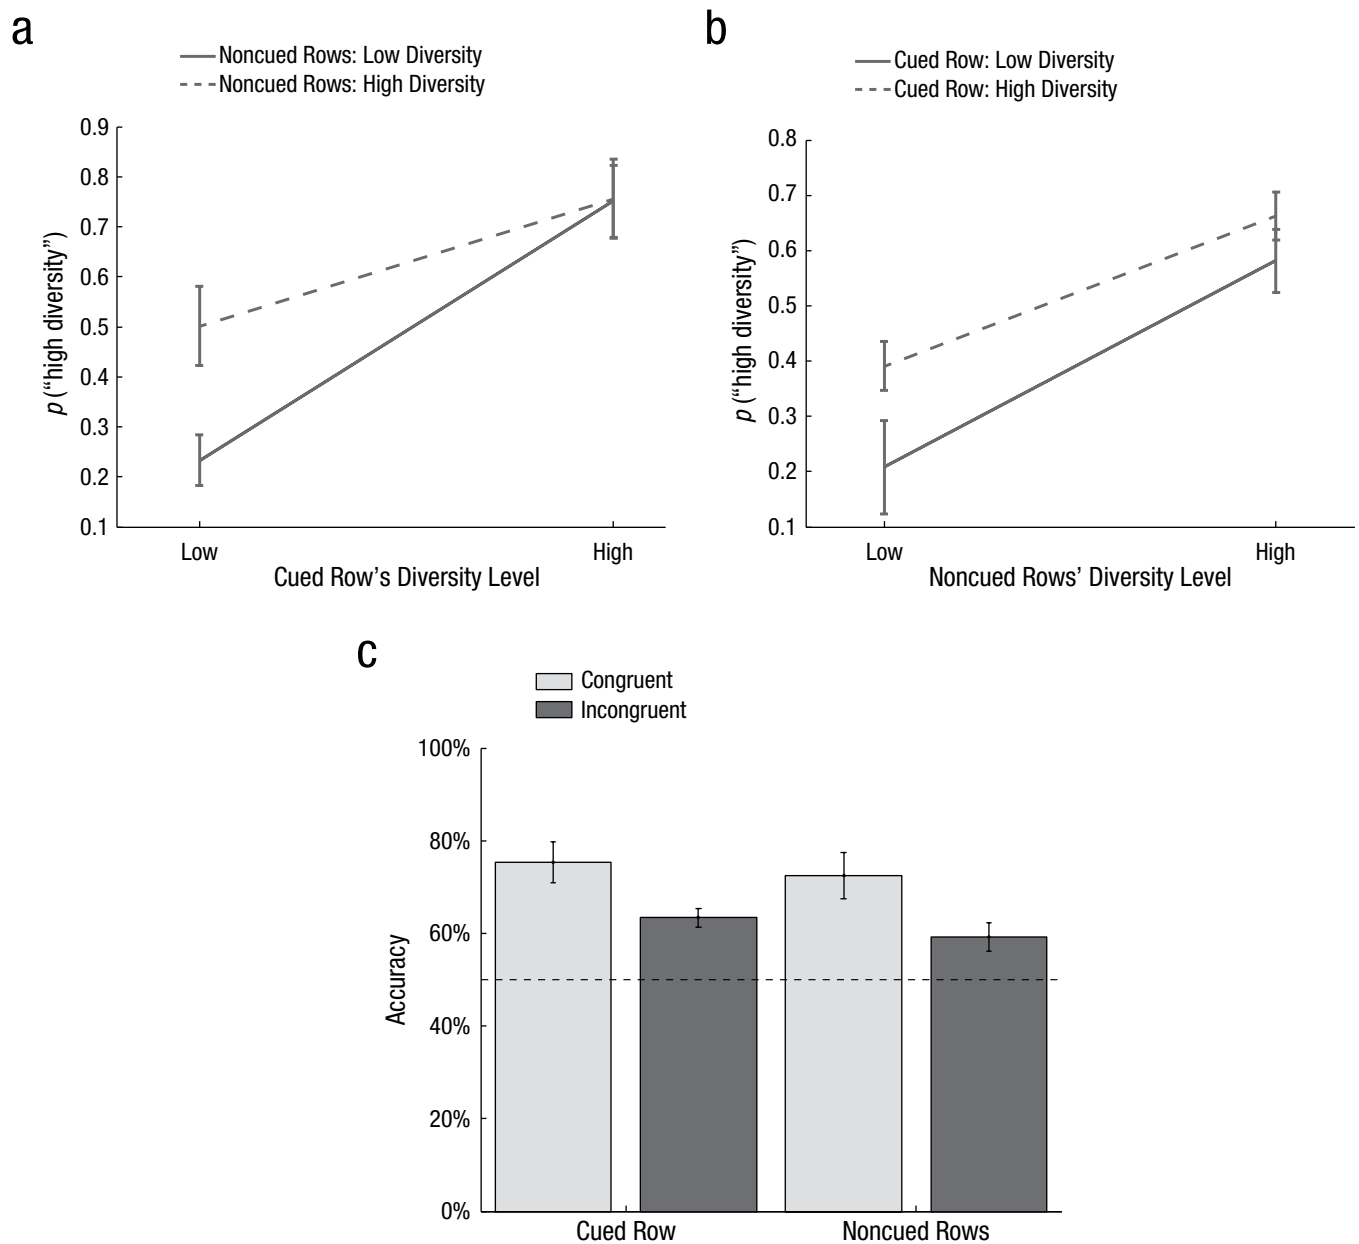 a
Noncued Rows: Low Diversity
Noncued Rows: High Diversity
0.9
0.8
0.7
0.6
0.5
0.4
0.3
0.2
0.1
p (“high diversity”)
Low
High
Cued Row’s Diversity Level
b
Cued Row: Low Diversity
Cued Row: High Diversity
0.8
0.7
0.6
0.5
0.4
0.3
0.2
0.1
p (“high diversity”)
Low
High
Noncued Rows’ Diversity Level
c
Congruent
Incongruent
100%
80%
60%
40%
20%
0%
Accuracy
Cued Row
Noncued Rows